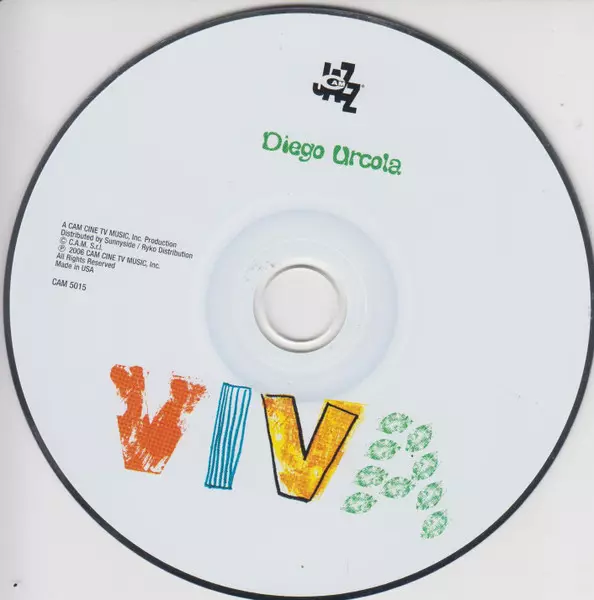 CAM
JAZZ
Diego Urcola
A CAM CINE TV MUSIC, Inc. Production
Distributed by Sunnyside / Ryko Distribution
© C.A.M. S.r.l.
℗ 2006 CAM CINE TV MUSIC, Inc.
All Rights Reserved
Made in USA
CAM 5015
VIVA